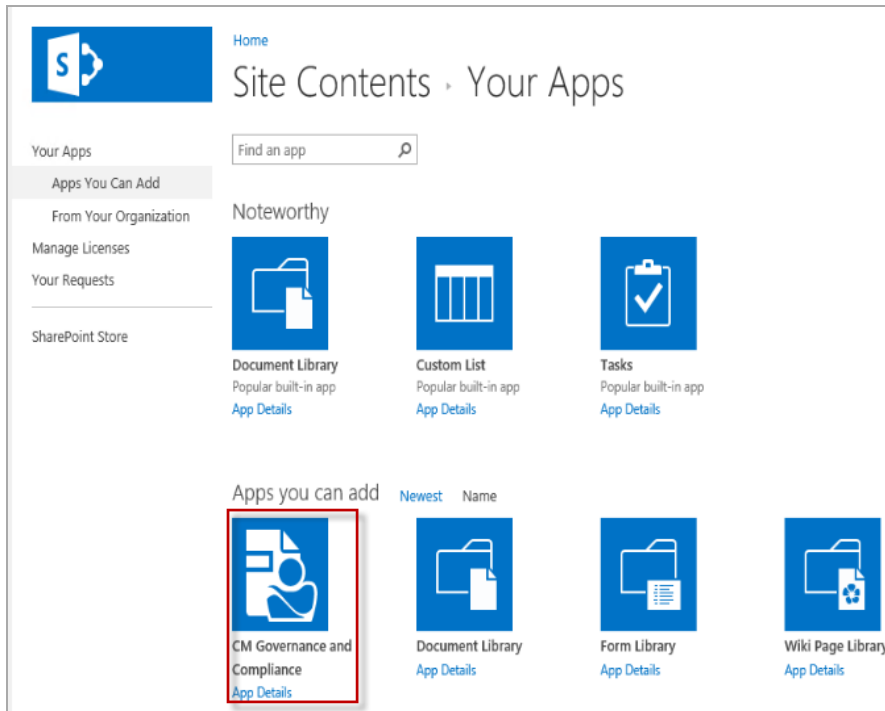 S
Home
Site Contents › Your Apps
Find an app
Your Apps
Apps You Can Add
From Your Organization
Manage Licenses
Your Requests
SharePoint Store
Noteworthy
Document Library
Popular built-in app
App Details
Custom List
Popular built-in app
App Details
Tasks
Popular built-in app
App Details
Apps you can add Newest Name
CM Governance and
Compliance
App Details
Document Library
App Details
Form Library
App Details
Wiki Page Library
App Details